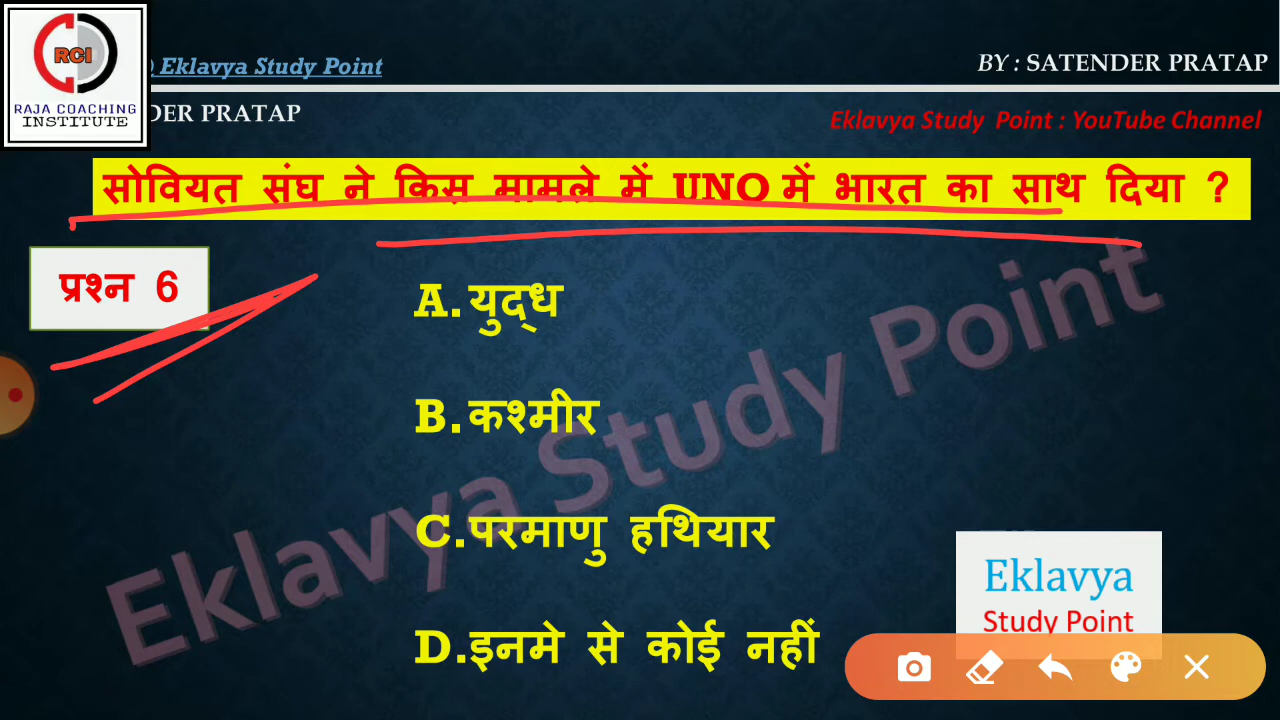 RCI
RAJA COACHING
INSTITUTE
Eklavya Study Point
BY : SATENDER PRATAP
DER PRATAP
Eklavya Study Point : YouTube Channel
सोवियत संघ ने किस मामले में UNO में भारत का साथ दिया ?
प्रश्न 6
A.युद्ध
B.कश्मीर
C.परमाणु हथियार
D.इनमे से कोई नहीं
Eklavya Study Point
Eklavya
Study Point